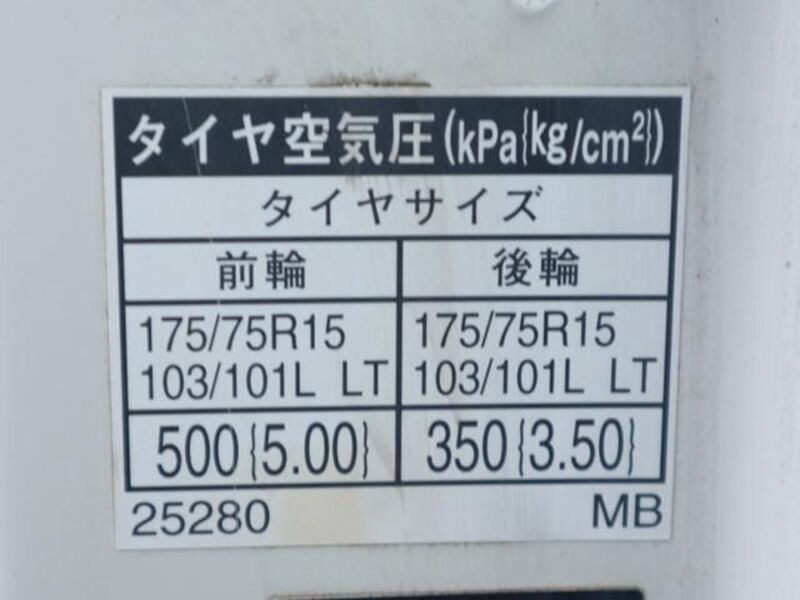 タイヤ空気圧(kPa{kg/cm²})
タイヤサイズ
前輪 後輪
175/75R15 175/75R15
103/101L LT 103/101L LT
500{5.00} 350{3.50}
25280 MB